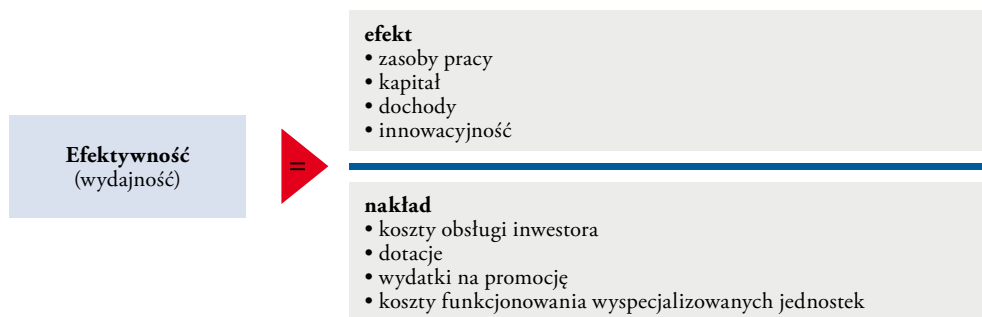 Efektywność
(wydajność)
=
efekt
• zasoby pracy
• kapitał
• dochody
• innowacyjność
nakład
• koszty obsługi inwestora
• dotacje
• wydatki na promocję
• koszty funkcjonowania wyspecjalizowanych jednostek